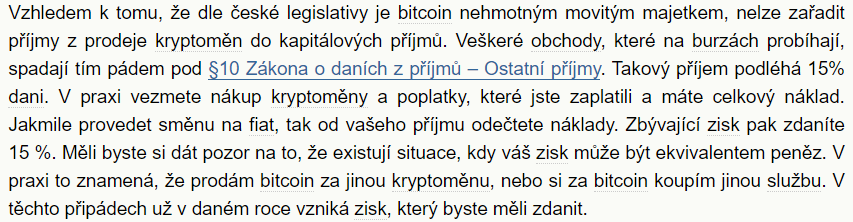 Vzhledem k tomu, že dle české legislativy je bitcoin nehmotným movitým majetkem, nelze zařadit
příjmy z prodeje kryptoměn do kapitálových příjmů. Veškeré obchody, které na burzách probíhají,
spadají tím pádem pod §10 Zákona o daních z příjmů – Ostatní příjmy. Takový příjem podléhá 15%
dani. V praxi vezmete nákup kryptoměny a poplatky, které jste zaplatili a máte celkový náklad.
Jakmile provedet směnu na fiat, tak od vašeho příjmu odečtete náklady. Zbývající zisk pak zdaníte
15 %. Měli byste si dát pozor na to, že existují situace, kdy váš zisk může být ekvivalentem peněz. V
praxi to znamená, že prodám bitcoin za jinou kryptoměnu, nebo si za bitcoin koupím jinou službu. V
těchto připádech už v daném roce vzniká zisk, který byste měli zdanit.